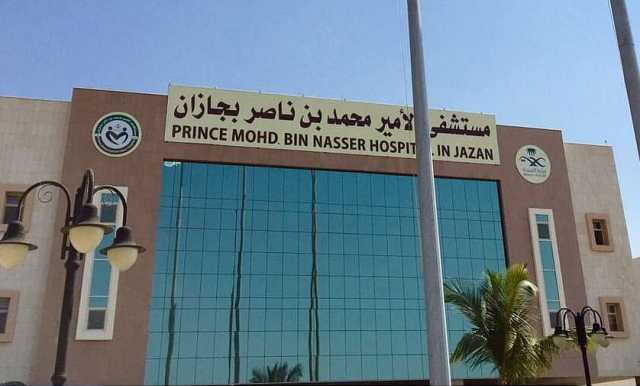 مستشفى الأمير محمد بن ناصر بجازان
PRINCE MOHD. BIN NASSER HOSPITAL IN JAZAN